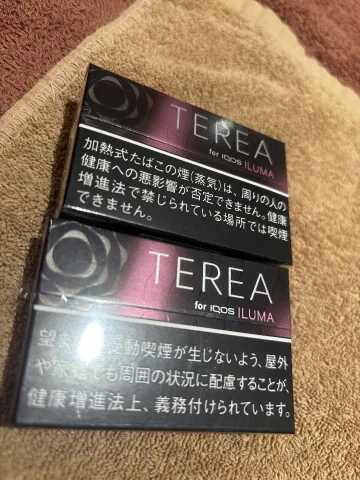 TEREA
for IQOS ILUMA
加熱式たばこの煙(蒸気)は、周りの人の
健康への悪影響が否定できません。健康
増進法で禁じられている場所では喫煙
できません。
TEREA
for IQOS ILUMA
望 受動喫煙が生じないよう、屋外
や 家庭でも周囲の状況に配慮することが、
健康増進法上、義務付けられています。